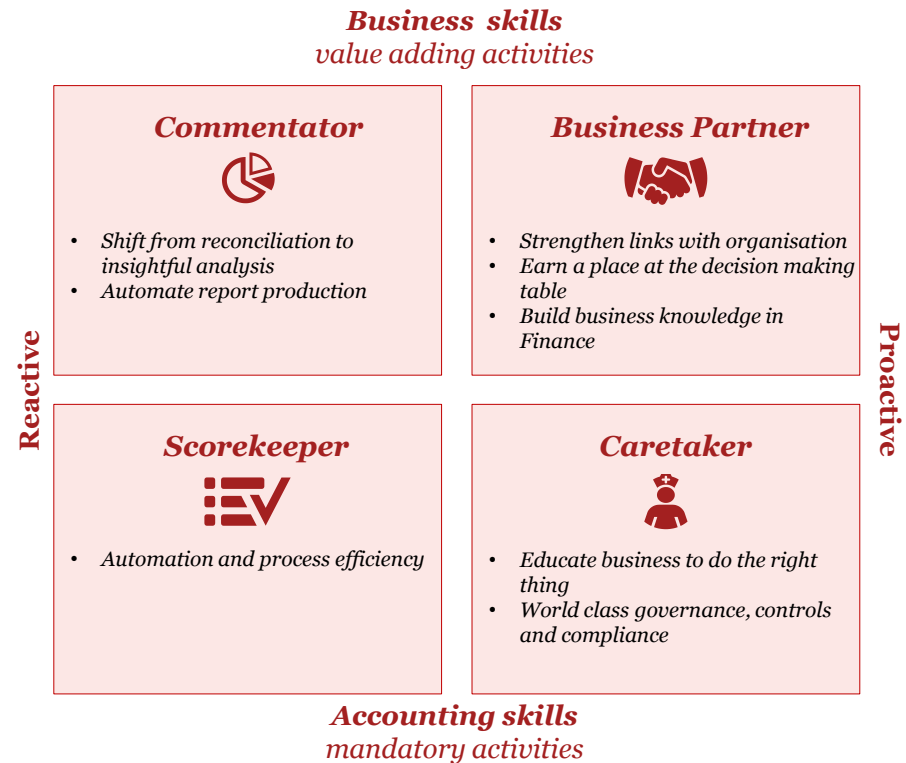 Business skills
value adding activities
Commentator
• Shift from reconciliation to
insightful analysis
• Automate report production
Business Partner
• Strengthen links with organisation
• Earn a place at the decision making
table
• Build business knowledge in
Finance
Reactive
Proactive
Scorekeeper
• Automation and process efficiency
Caretaker
• Educate business to do the right
thing
• World class governance, controls
and compliance
Accounting skills
mandatory activities